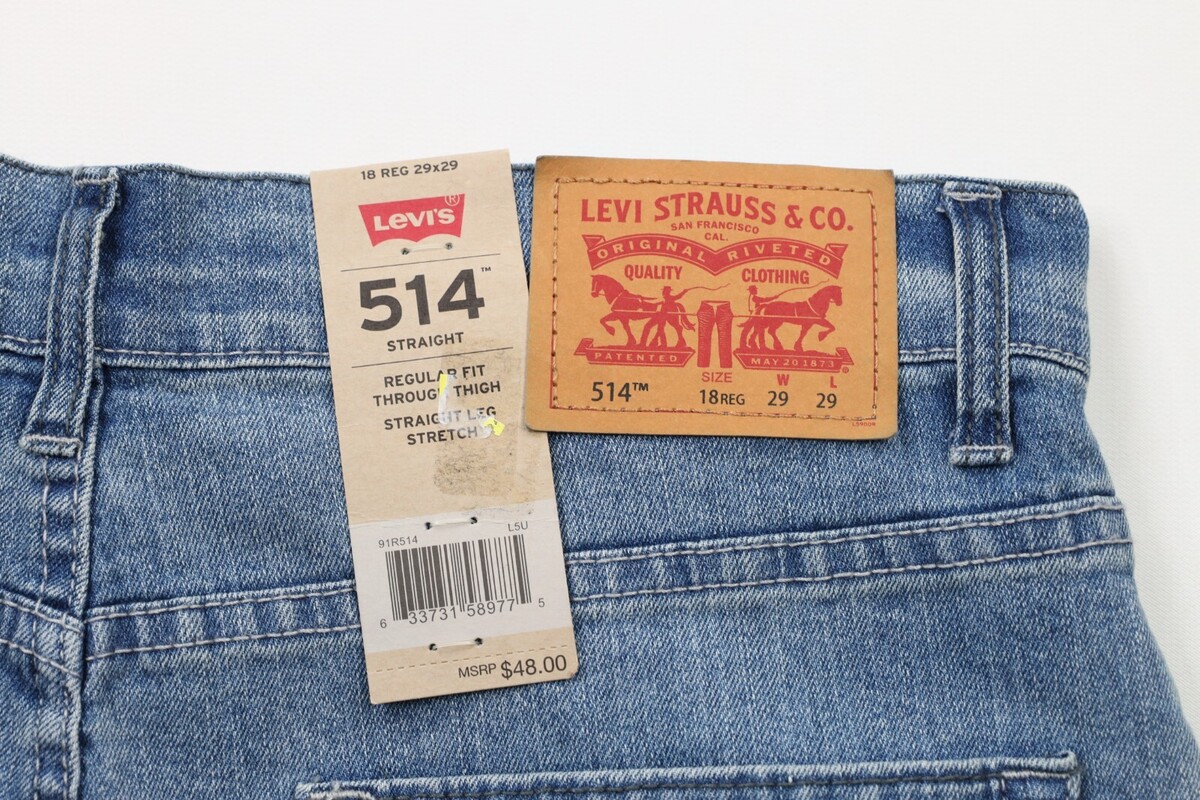 18 REG 29x29
LEVI'S®
514™
STRAIGHT
REGULAR FIT
THROUGH THIGH
STRAIGHT LEG
STRETCH
91R514 L5U
6 33731 58977 5
MSRP $48.00
LEVI STRAUSS & CO.
SAN FRANCISCO
CAL.
ORIGINAL RIVETED
QUALITY CLOTHING
PATENTED MAY 20 1873 ®
SIZE W L
514™ 18REG 29 29